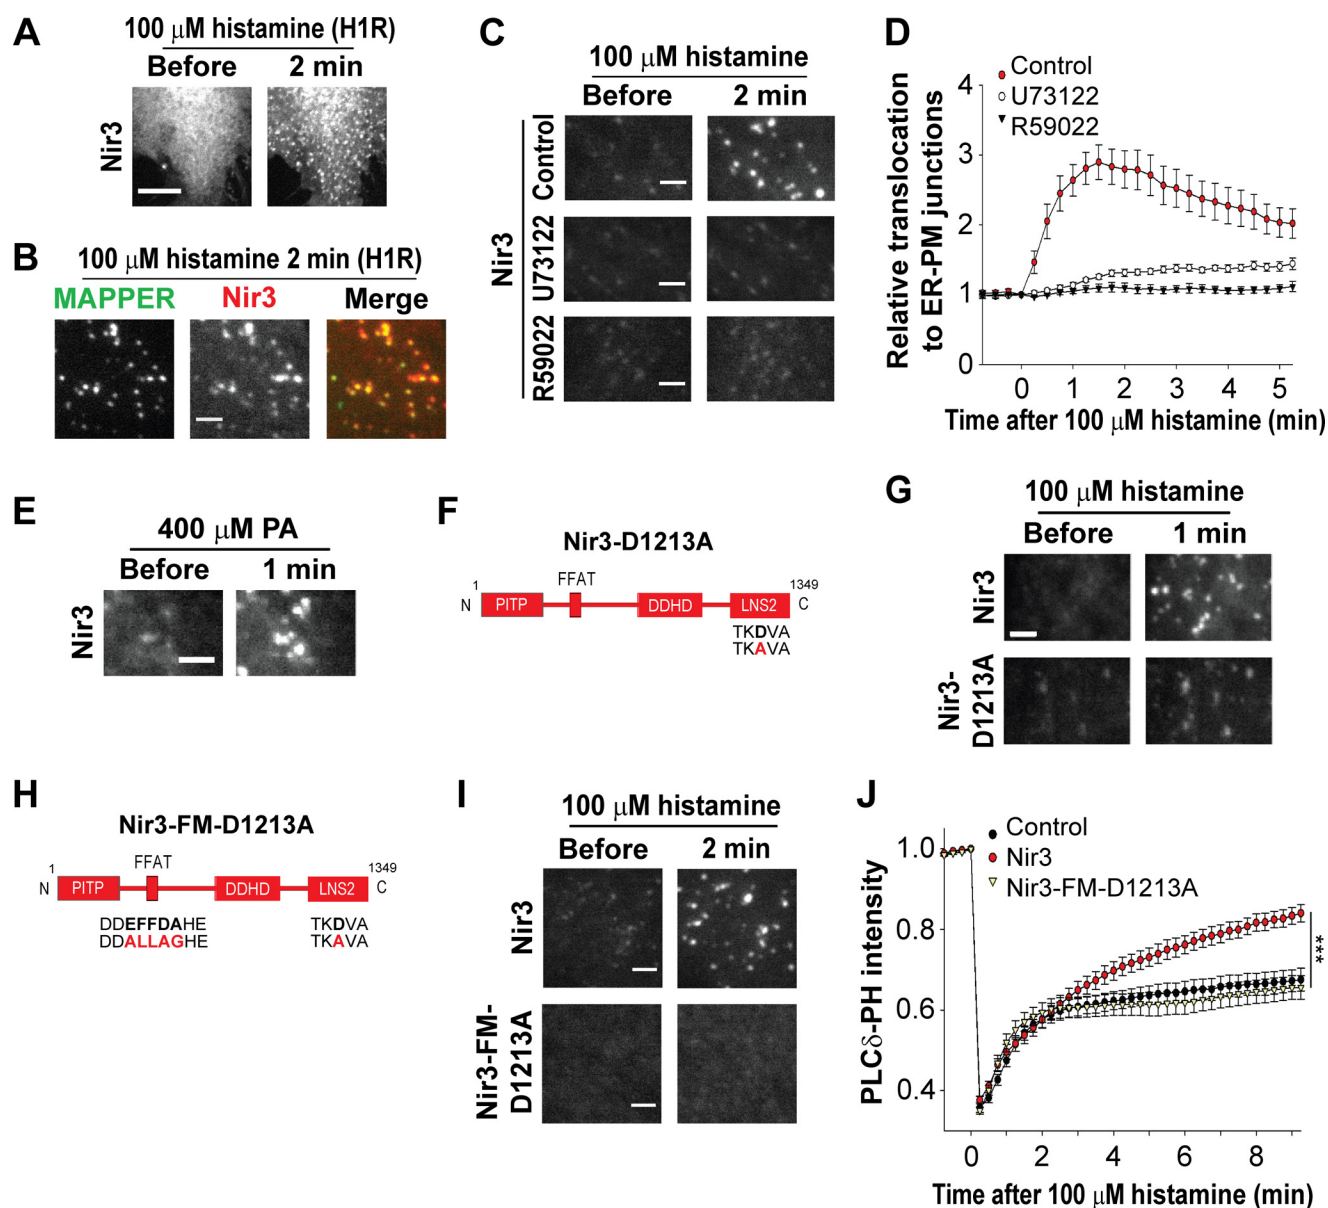 A
100 μM histamine (H1R)
Before 2 min
Nir3
B
100 μM histamine 2 min (H1R)
MAPPER Nir3 Merge
C
100 μM histamine
Before 2 min
Nir3
Control
U73122
R59022
D
Relative translocation
to ER-PM junctions
4
3
2
1
0
Control
U73122
R59022
0 1 2 3 4 5
Time after 100 μM histamine (min)
E
400 μM PA
Before 1 min
Nir3
F
Nir3-D1213A
1 FFAT 1349
N PITP DDHD LNS2 C
TKDVA
TKAVA
G
100 μM histamine
Before 1 min
Nir3
Nir3-
D1213A
H
Nir3-FM-D1213A
1 FFAT 1349
N PITP DDHD LNS2 C
DDEFFDAHE TKDVA
DDALLAGHE TKAVA
I
100 μM histamine
Before 2 min
Nir3
Nir3-FM-
D1213A
J
PLCδ-PH intensity
1.0
0.8
0.6
0.4
Control
Nir3
Nir3-FM-D1213A
***
0 2 4 6 8
Time after 100 μM histamine (min)